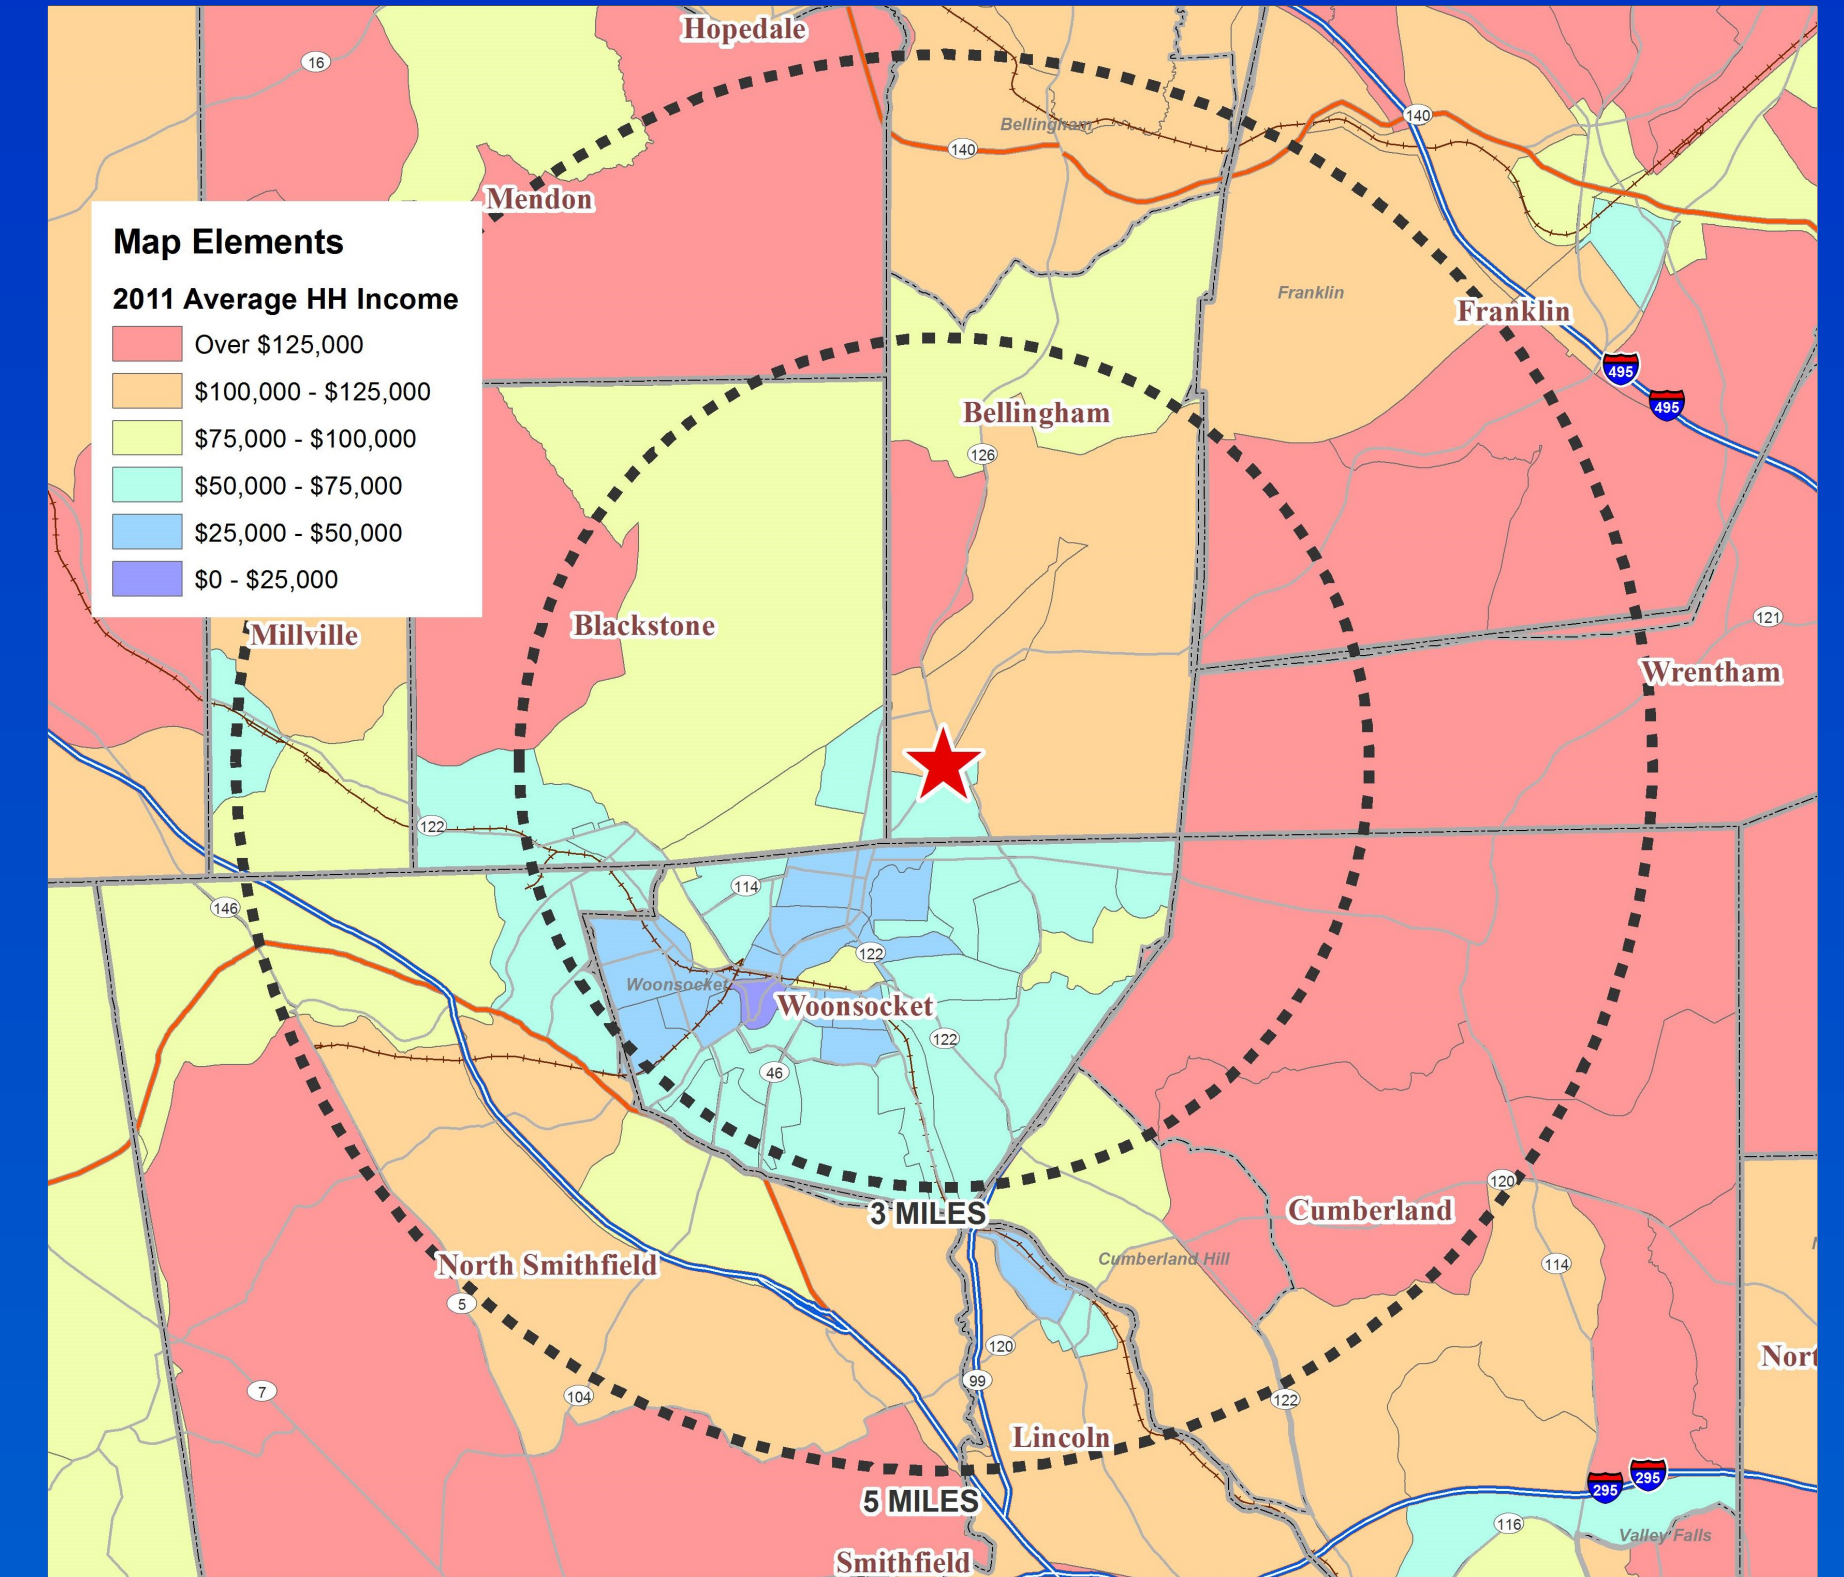 Hopedale
16
Bellingham
140
140
Mendon
Map Elements
2011 Average HH Income
Over $125,000
$100,000 - $125,000
$75,000 - $100,000
$50,000 - $75,000
$25,000 - $50,000
$0 - $25,000
Franklin
Franklin
495
495
Bellingham
126
Millville
Blackstone
121
Wrentham
122
114
146
122
Woonsocket
Woonsocket
122
46
120
3 MILES
Cumberland
Cumberland Hill
114
North Smithfield
5
120
Nort
99
7
104
122
Lincoln
295
295
5 MILES
116
Valley Falls
Smithfield